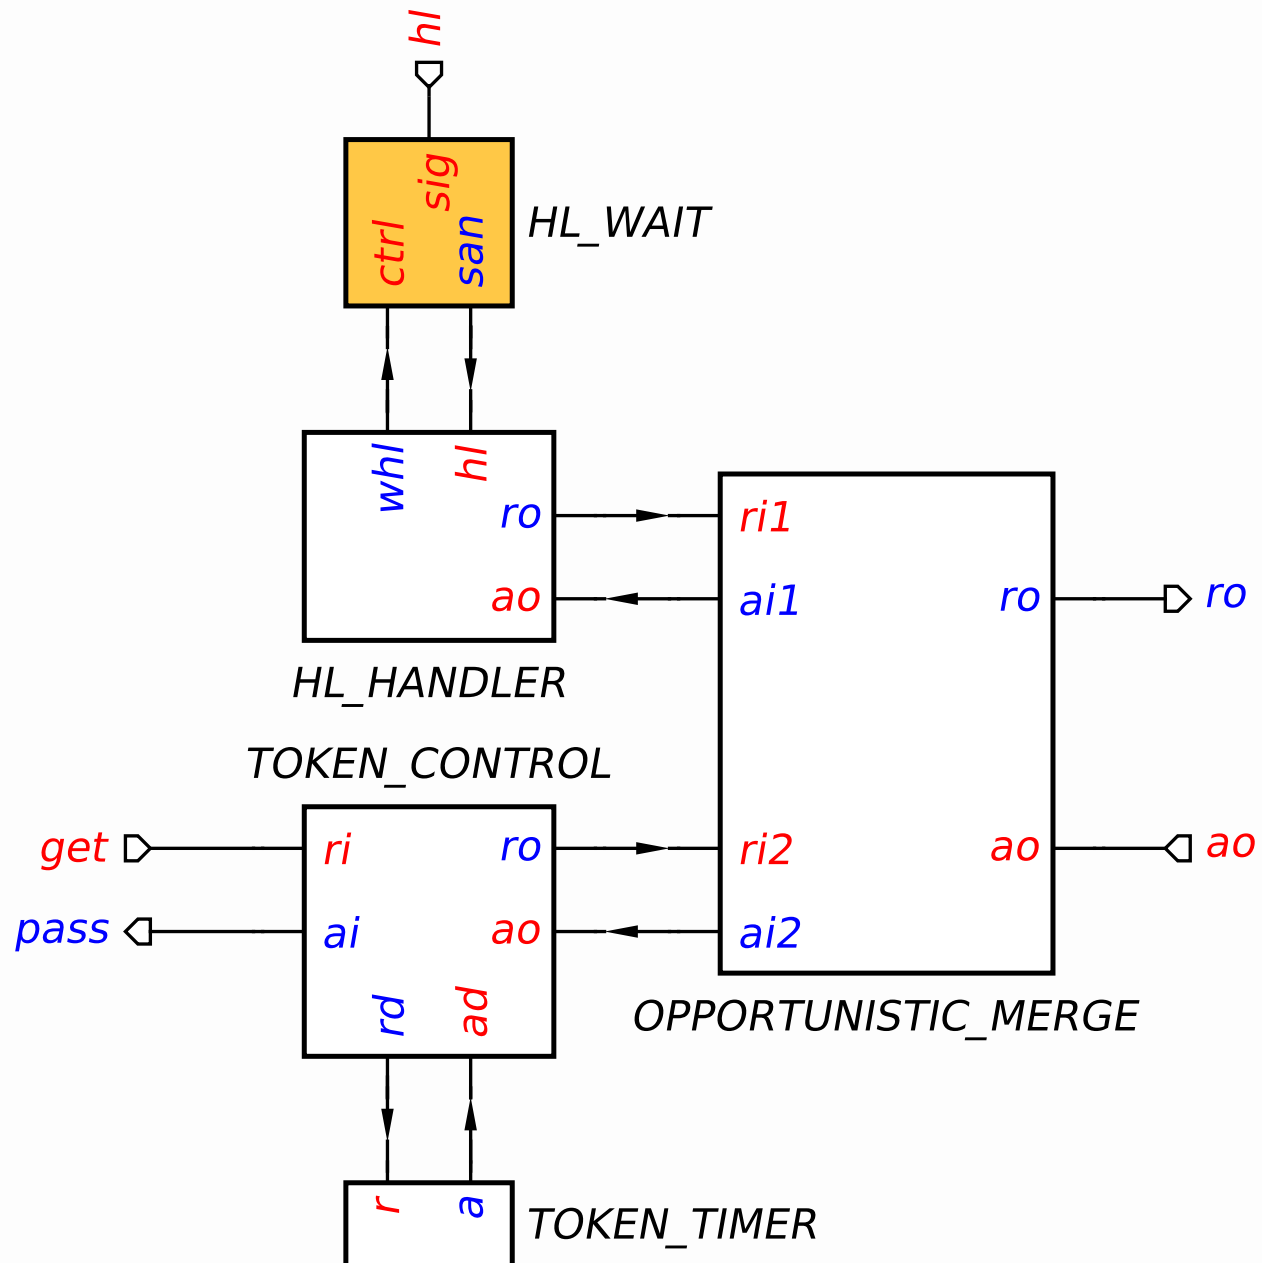 hl
sig
ctrl
san
HL_WAIT
whl
hl
ro
ao
HL_HANDLER
ri1
ai1
ro
ro
TOKEN_CONTROL
get
ri
ro
ri2
ao
ao
pass
ai
ao
ai2
rd
ad
OPPORTUNISTIC_MERGE
r
a
TOKEN_TIMER